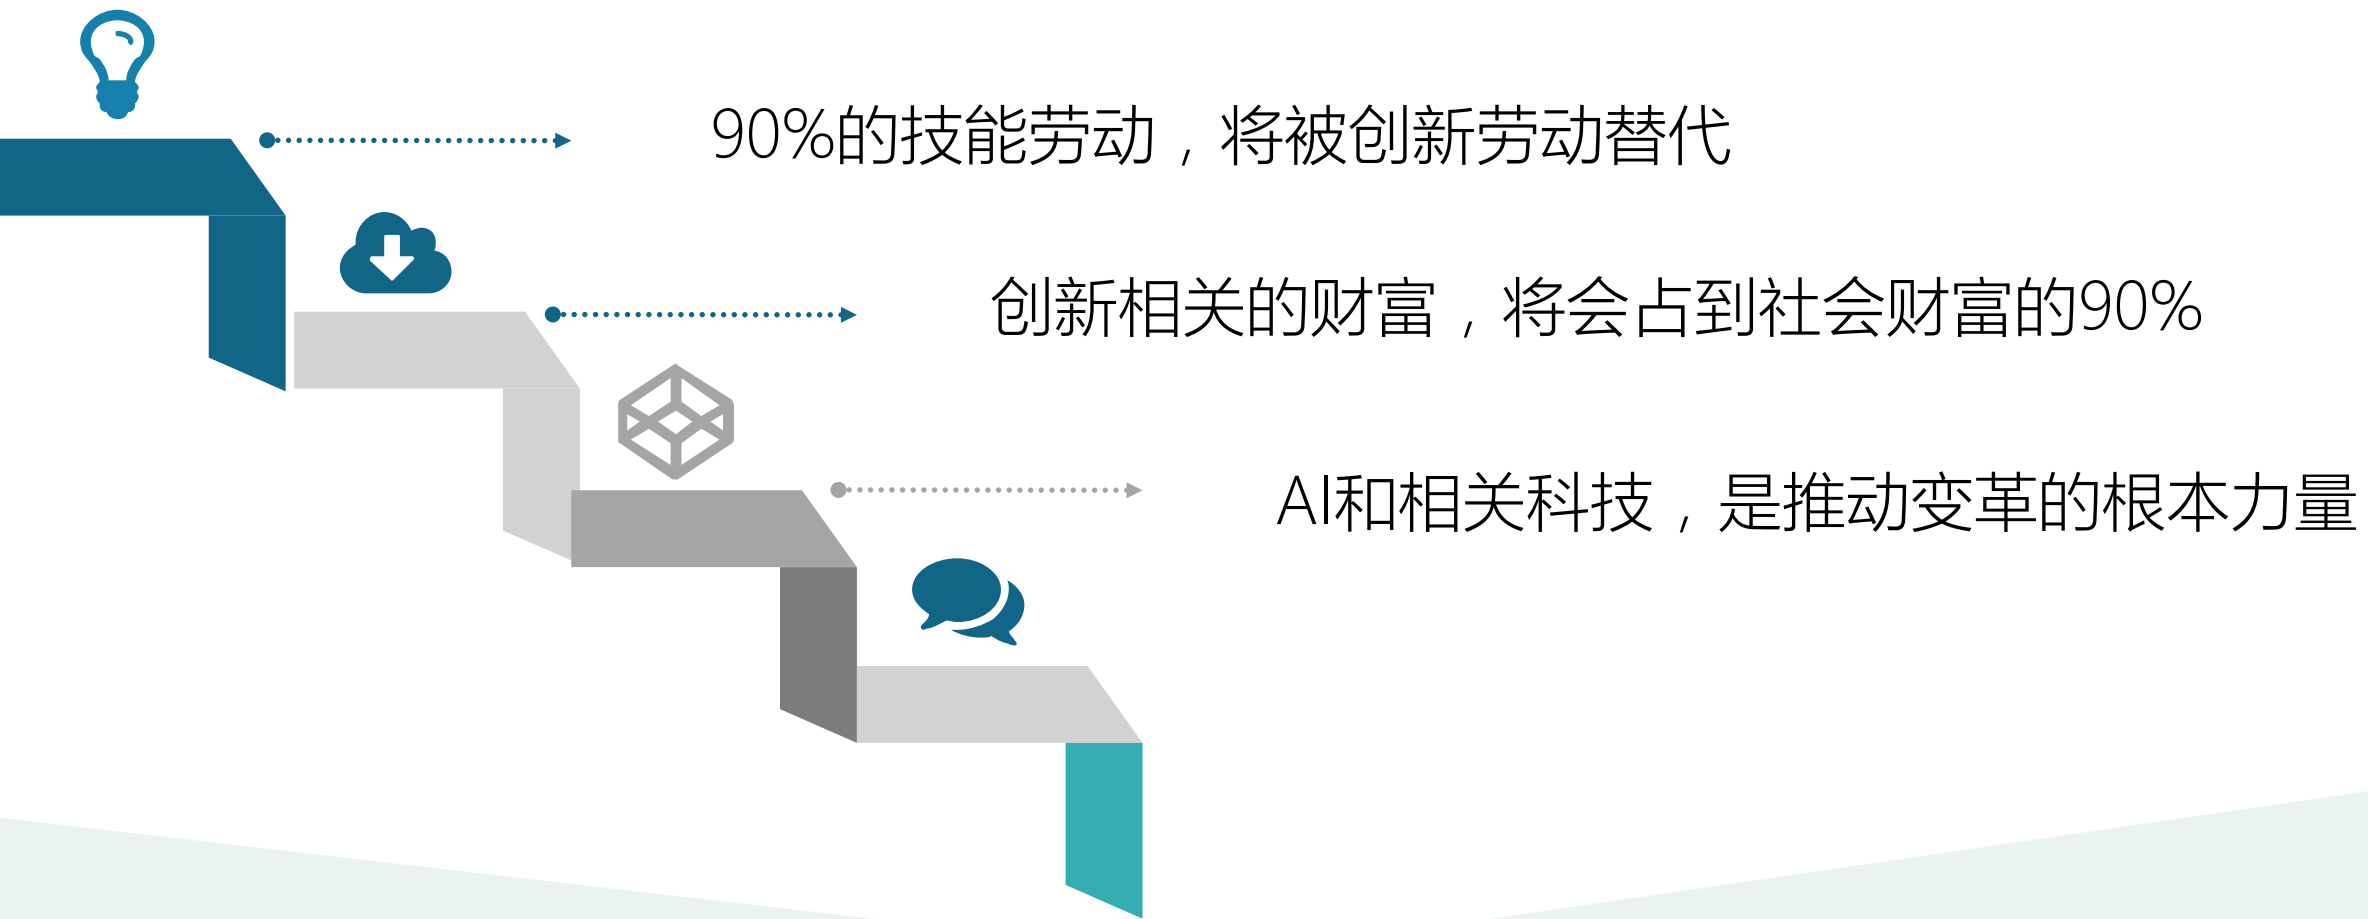 90%的技能劳动，将被创新劳动替代
创新相关的财富，将会占到社会财富的90%
AI和相关科技，是推动变革的根本力量